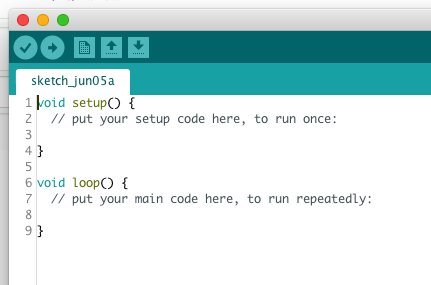 sketch_jun05a
1 void setup() {
2   // put your setup code here, to run once:
3
4 }
5
6 void loop() {
7   // put your main code here, to run repeatedly:
8
9 }